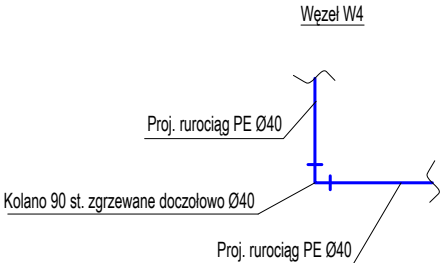 Węzeł W4
Proj. rurociąg PE Ø40
Kolano 90 st. zgrzewane doczołowo Ø40
Proj. rurociąg PE Ø40